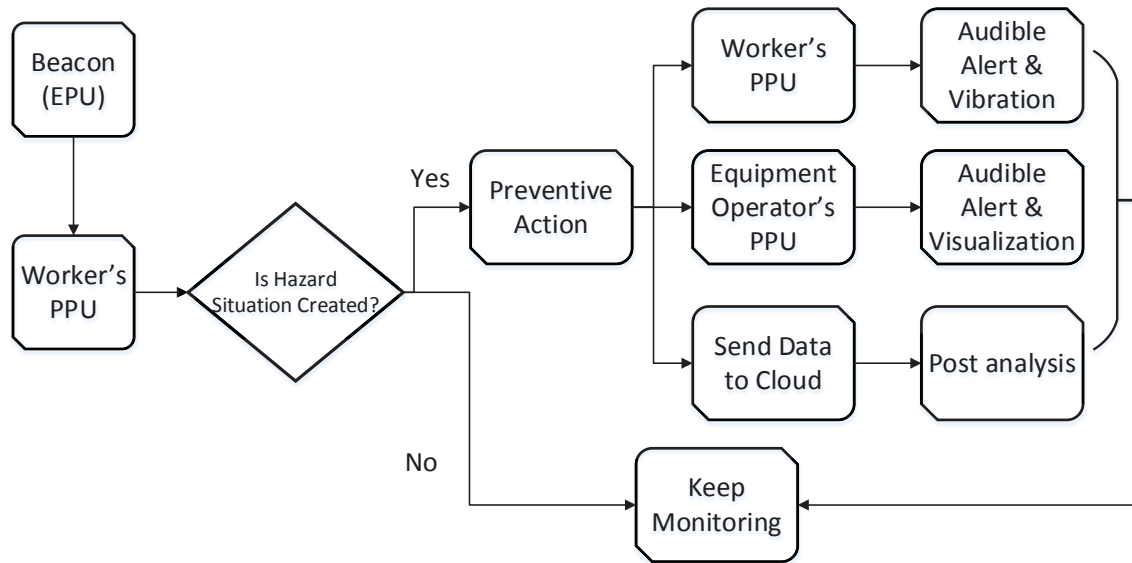 Beacon
(EPU)
Worker’s
PPU
Is Hazard
Situation Created?
Yes
No
Preventive
Action
Worker’s
PPU
Audible
Alert &
Vibration
Equipment
Operator’s
PPU
Audible
Alert &
Visualization
Send Data
to Cloud
Post analysis
Keep
Monitoring